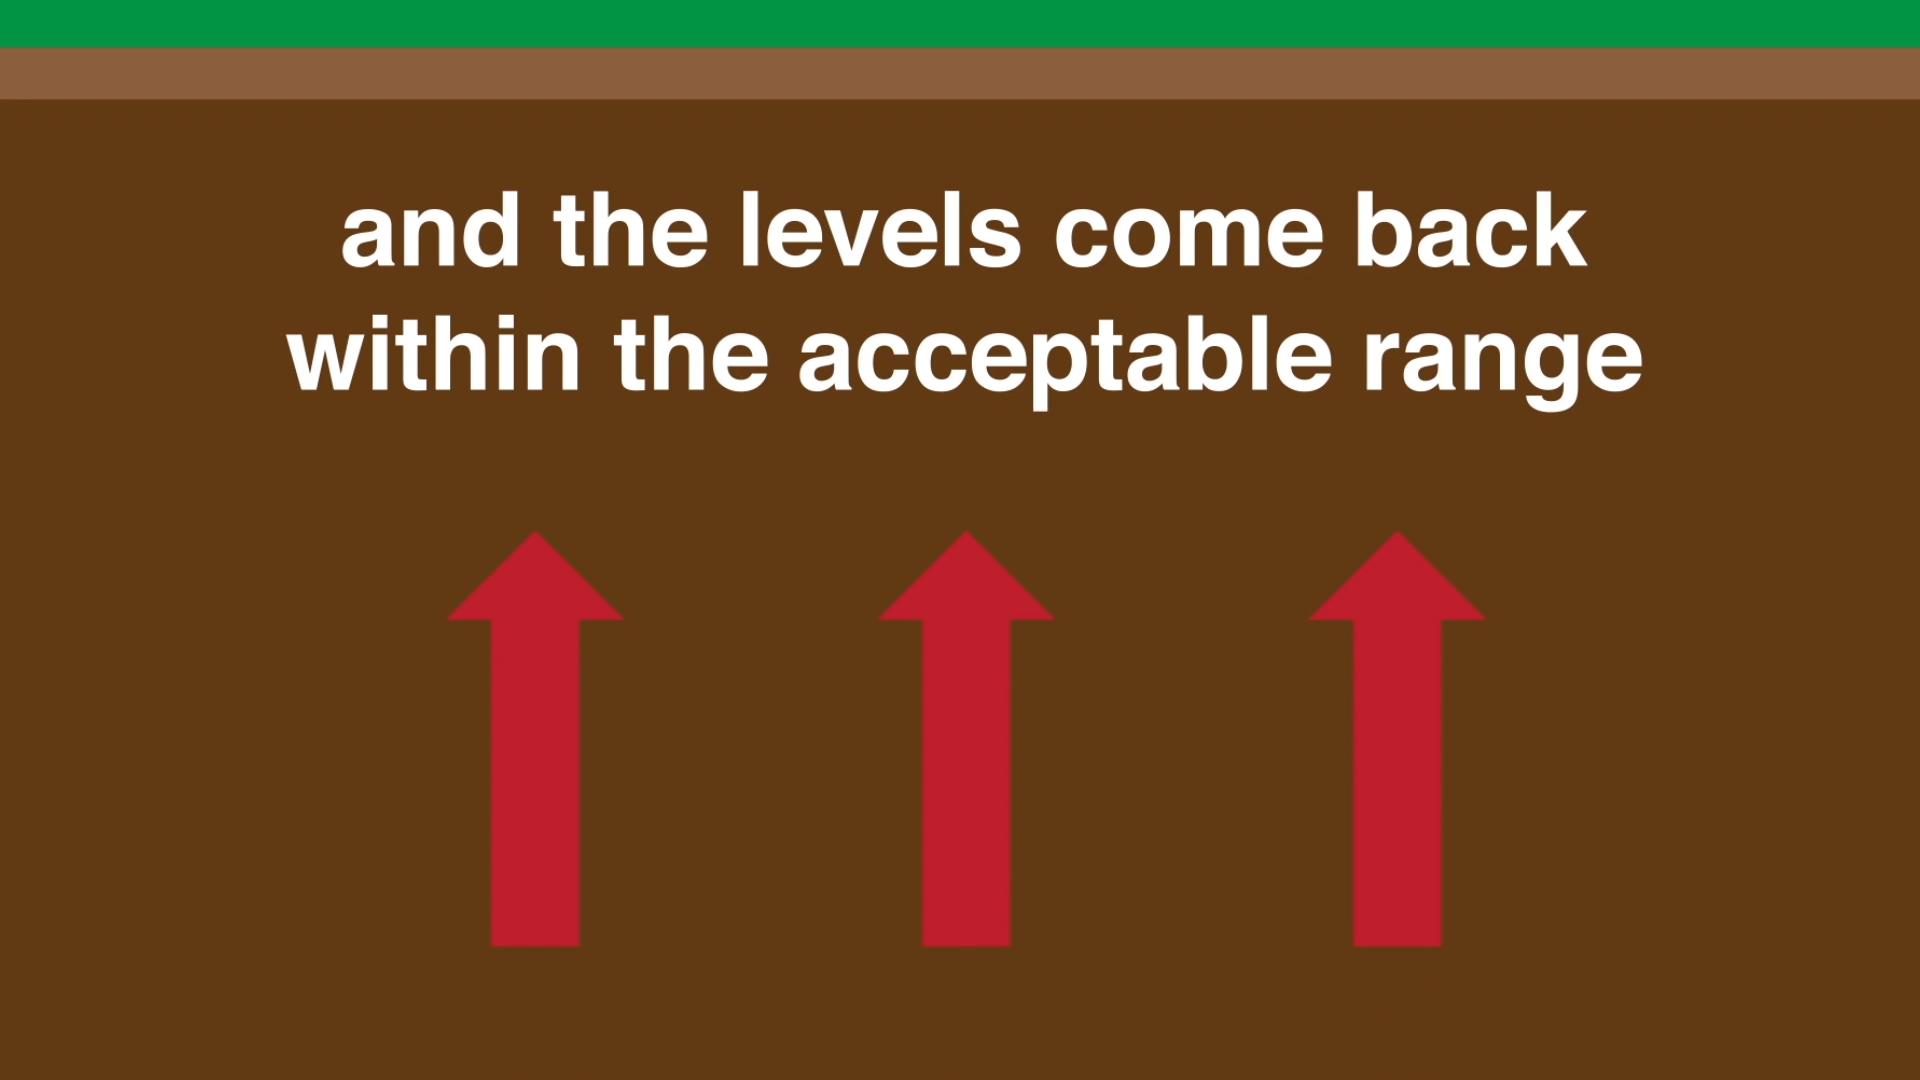 and the levels come back
within the acceptable range